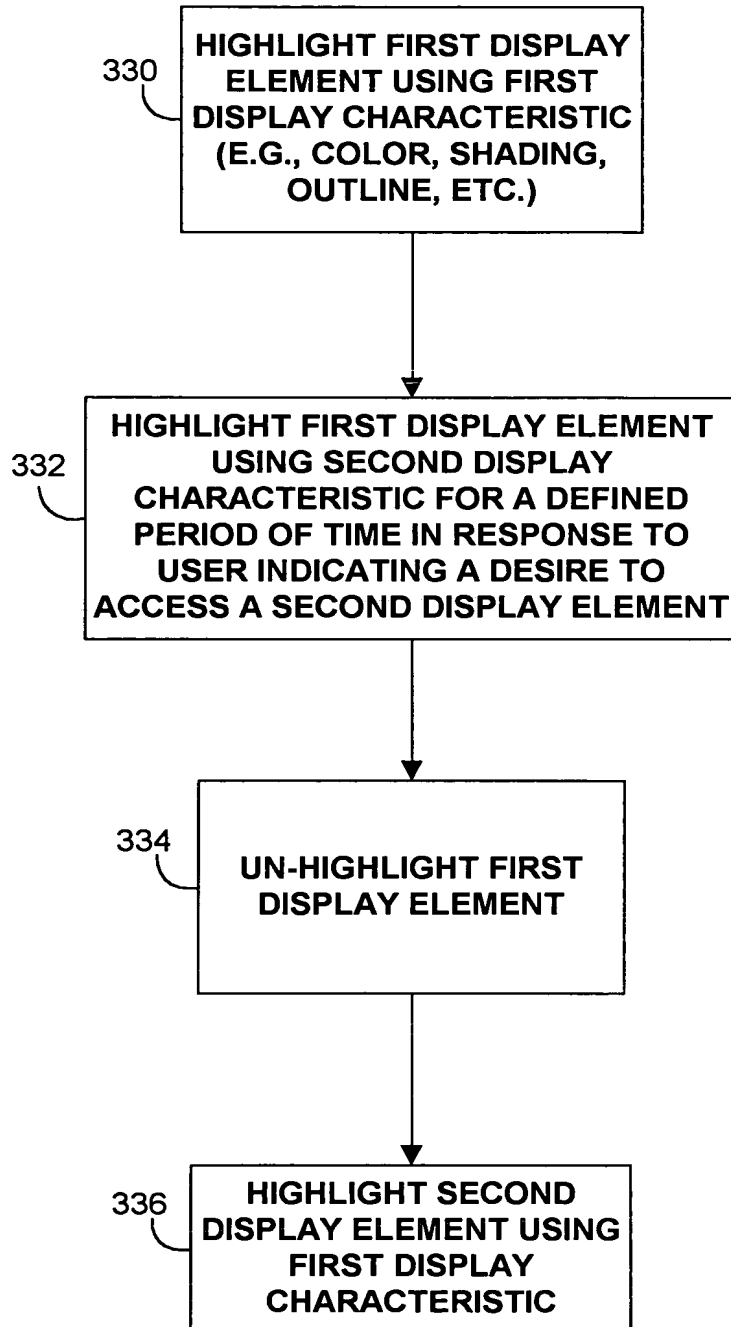 330
HIGHLIGHT FIRST DISPLAY
ELEMENT USING FIRST
DISPLAY CHARACTERISTIC
(E.G., COLOR, SHADING,
OUTLINE, ETC.)
332
HIGHLIGHT FIRST DISPLAY ELEMENT
USING SECOND DISPLAY
CHARACTERISTIC FOR A DEFINED
PERIOD OF TIME IN RESPONSE TO
USER INDICATING A DESIRE TO
ACCESS A SECOND DISPLAY ELEMENT
334
UN-HIGHLIGHT FIRST
DISPLAY ELEMENT
336
HIGHLIGHT SECOND
DISPLAY ELEMENT USING
FIRST DISPLAY
CHARACTERISTIC